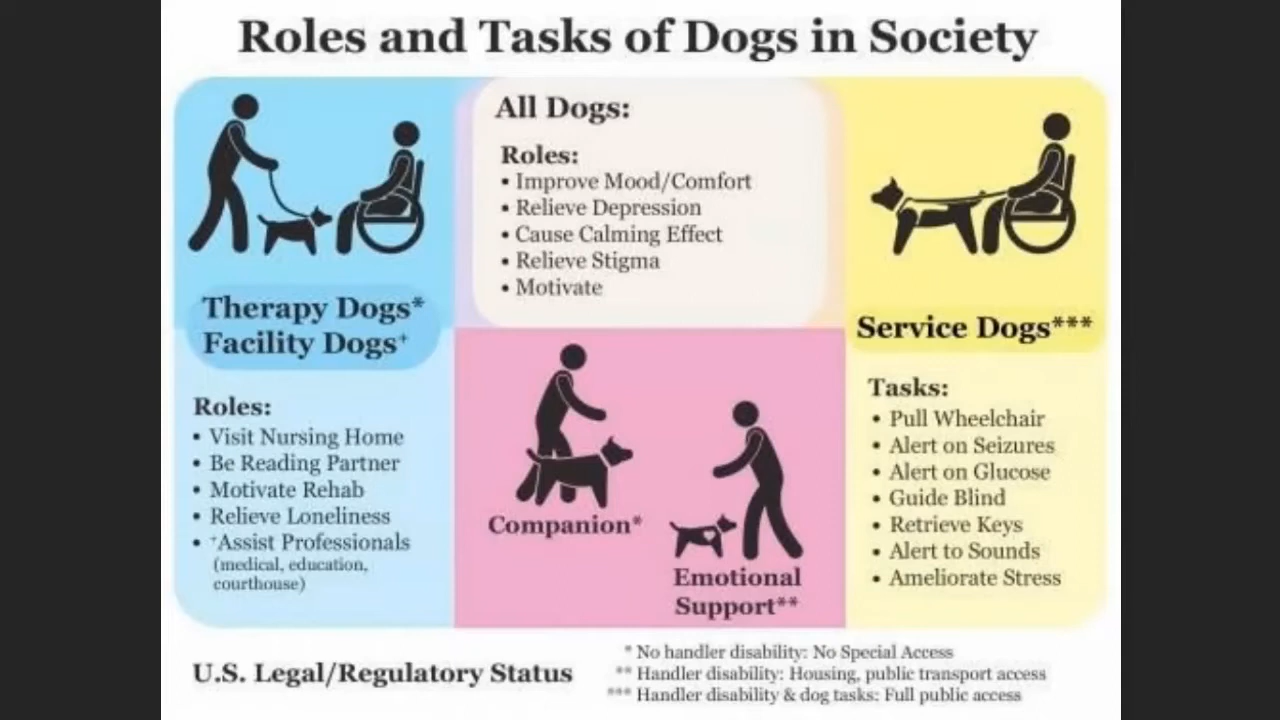 Roles and Tasks of Dogs in Society
All Dogs:
Roles:
• Improve Mood/Comfort
• Relieve Depression
• Cause Calming Effect
• Relieve Stigma
• Motivate
Therapy Dogs*
Facility Dogs⁺
Roles:
• Visit Nursing Home
• Be Reading Partner
• Motivate Rehab
• Relieve Loneliness
• ⁺Assist Professionals
(medical, education,
courthouse)
Companion*
Emotional
Support**
Service Dogs***
Tasks:
• Pull Wheelchair
• Alert on Seizures
• Alert on Glucose
• Guide Blind
• Retrieve Keys
• Alert to Sounds
• Ameliorate Stress
U.S. Legal/Regulatory Status
* No handler disability: No Special Access
** Handler disability: Housing, public transport access
*** Handler disability & dog tasks: Full public access